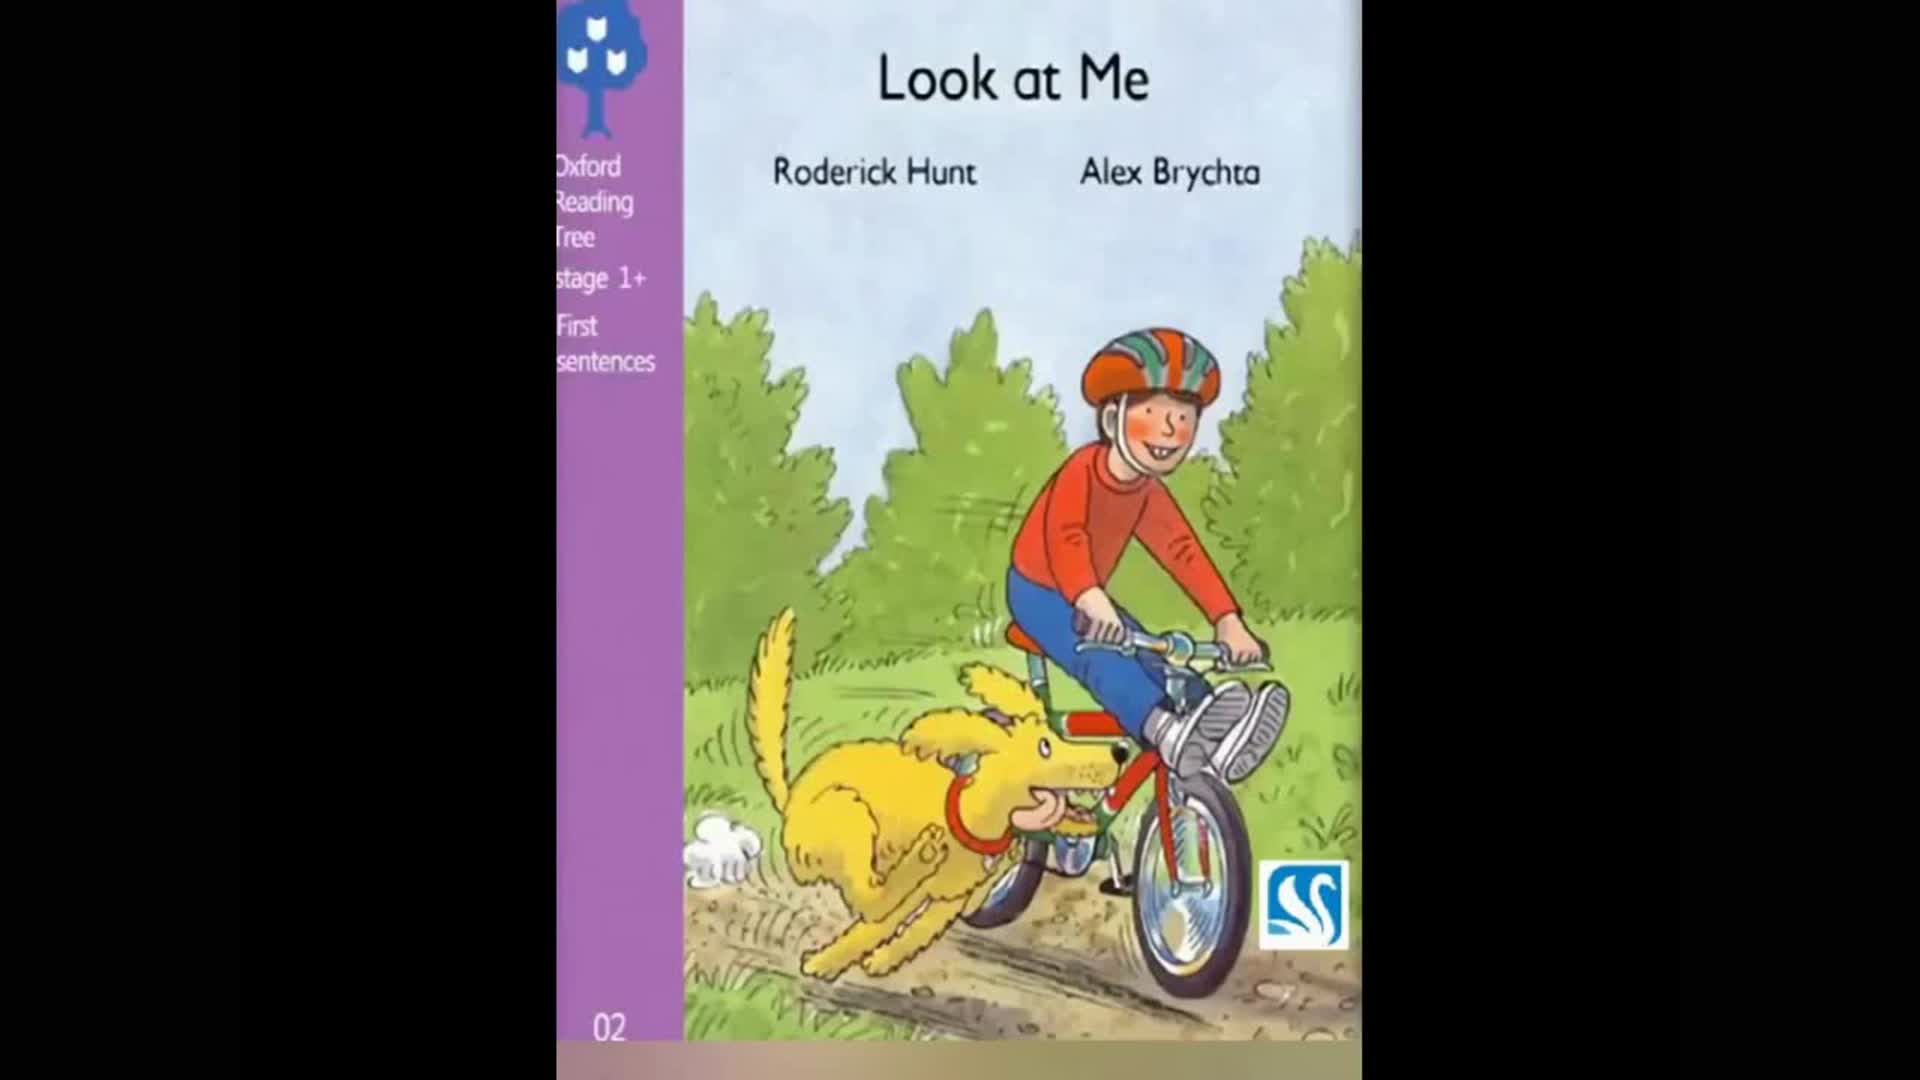 Look at Me
Roderick Hunt Alex Brychta
Oxford
Reading
Tree
stage 1+
First
sentences
02